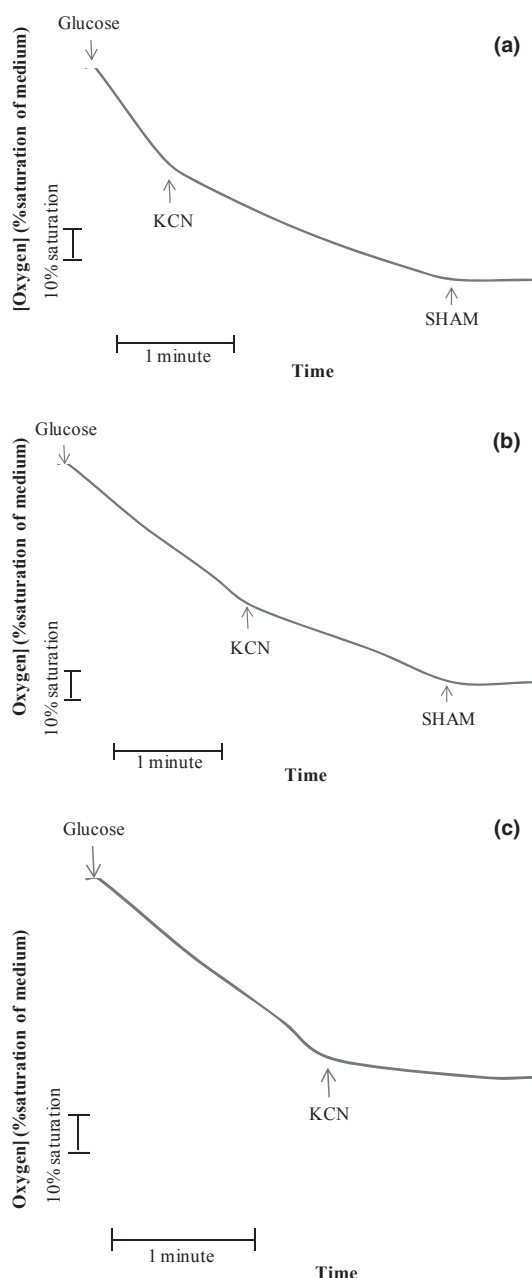 Glucose
(a)
[Oxygen] (%saturation of medium)
10% saturation
KCN
SHAM
1 minute
Time
Glucose
(b)
Oxygen] (%saturation of medium)
10% saturation
KCN
SHAM
1 minute
Time
Glucose
(c)
Oxygen] (%saturation of medium)
10% saturation
KCN
1 minute
Time